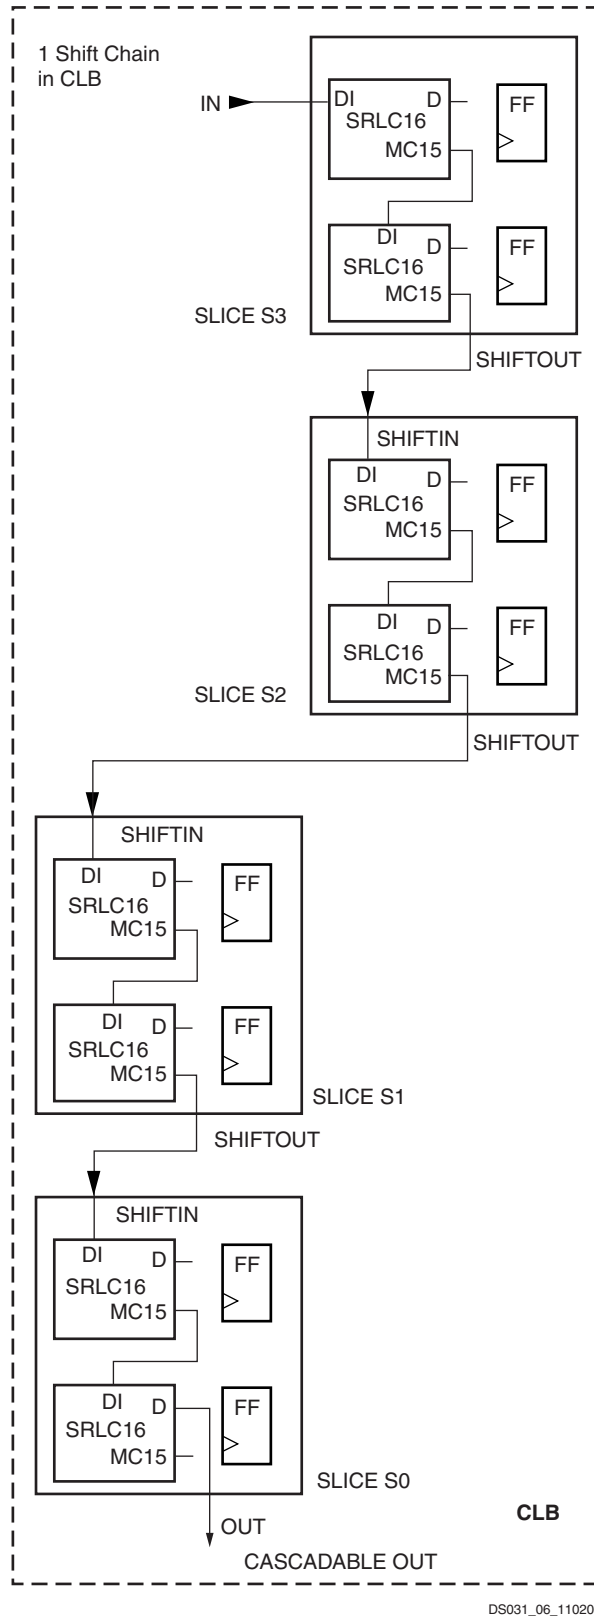 1 Shift Chain
in CLB
IN
DI
D
SRLC16
MC15
FF
DI
D
SRLC16
MC15
FF
SLICE S3
SHIFTOUT
SHIFTIN
DI
D
SRLC16
MC15
FF
DI
D
SRLC16
MC15
FF
SLICE S2
SHIFTOUT
SHIFTIN
DI
D
SRLC16
MC15
FF
DI
D
SRLC16
MC15
FF
SLICE S1
SHIFTOUT
SHIFTIN
DI
D
SRLC16
MC15
FF
DI
D
SRLC16
MC15
FF
SLICE S0
OUT
CLB
CASCADABLE OUT
DS031_06_11020